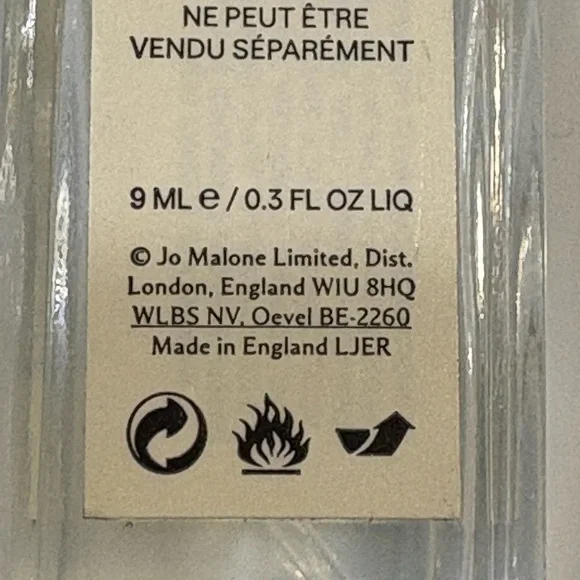 NE PEUT ÊTRE
VENDU SÉPARÉMENT
9 ML ℮ / 0.3 FL OZ LIQ
© Jo Malone Limited, Dist.
London, England W1U 8HQ
WLBS NV, Oevel BE-2260
Made in England LJER